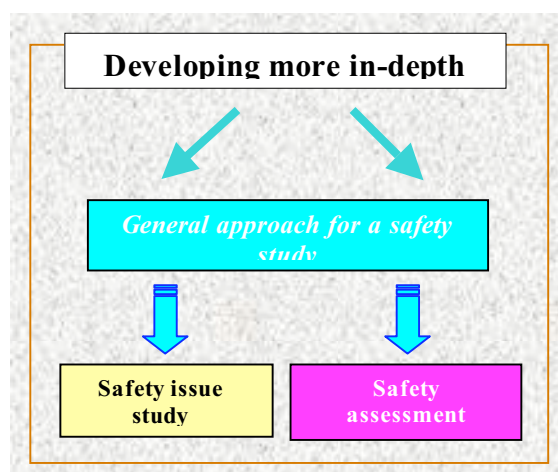 Developing more in-depth
General approach for a safety
study
Safety issue
study
Safety
assessment